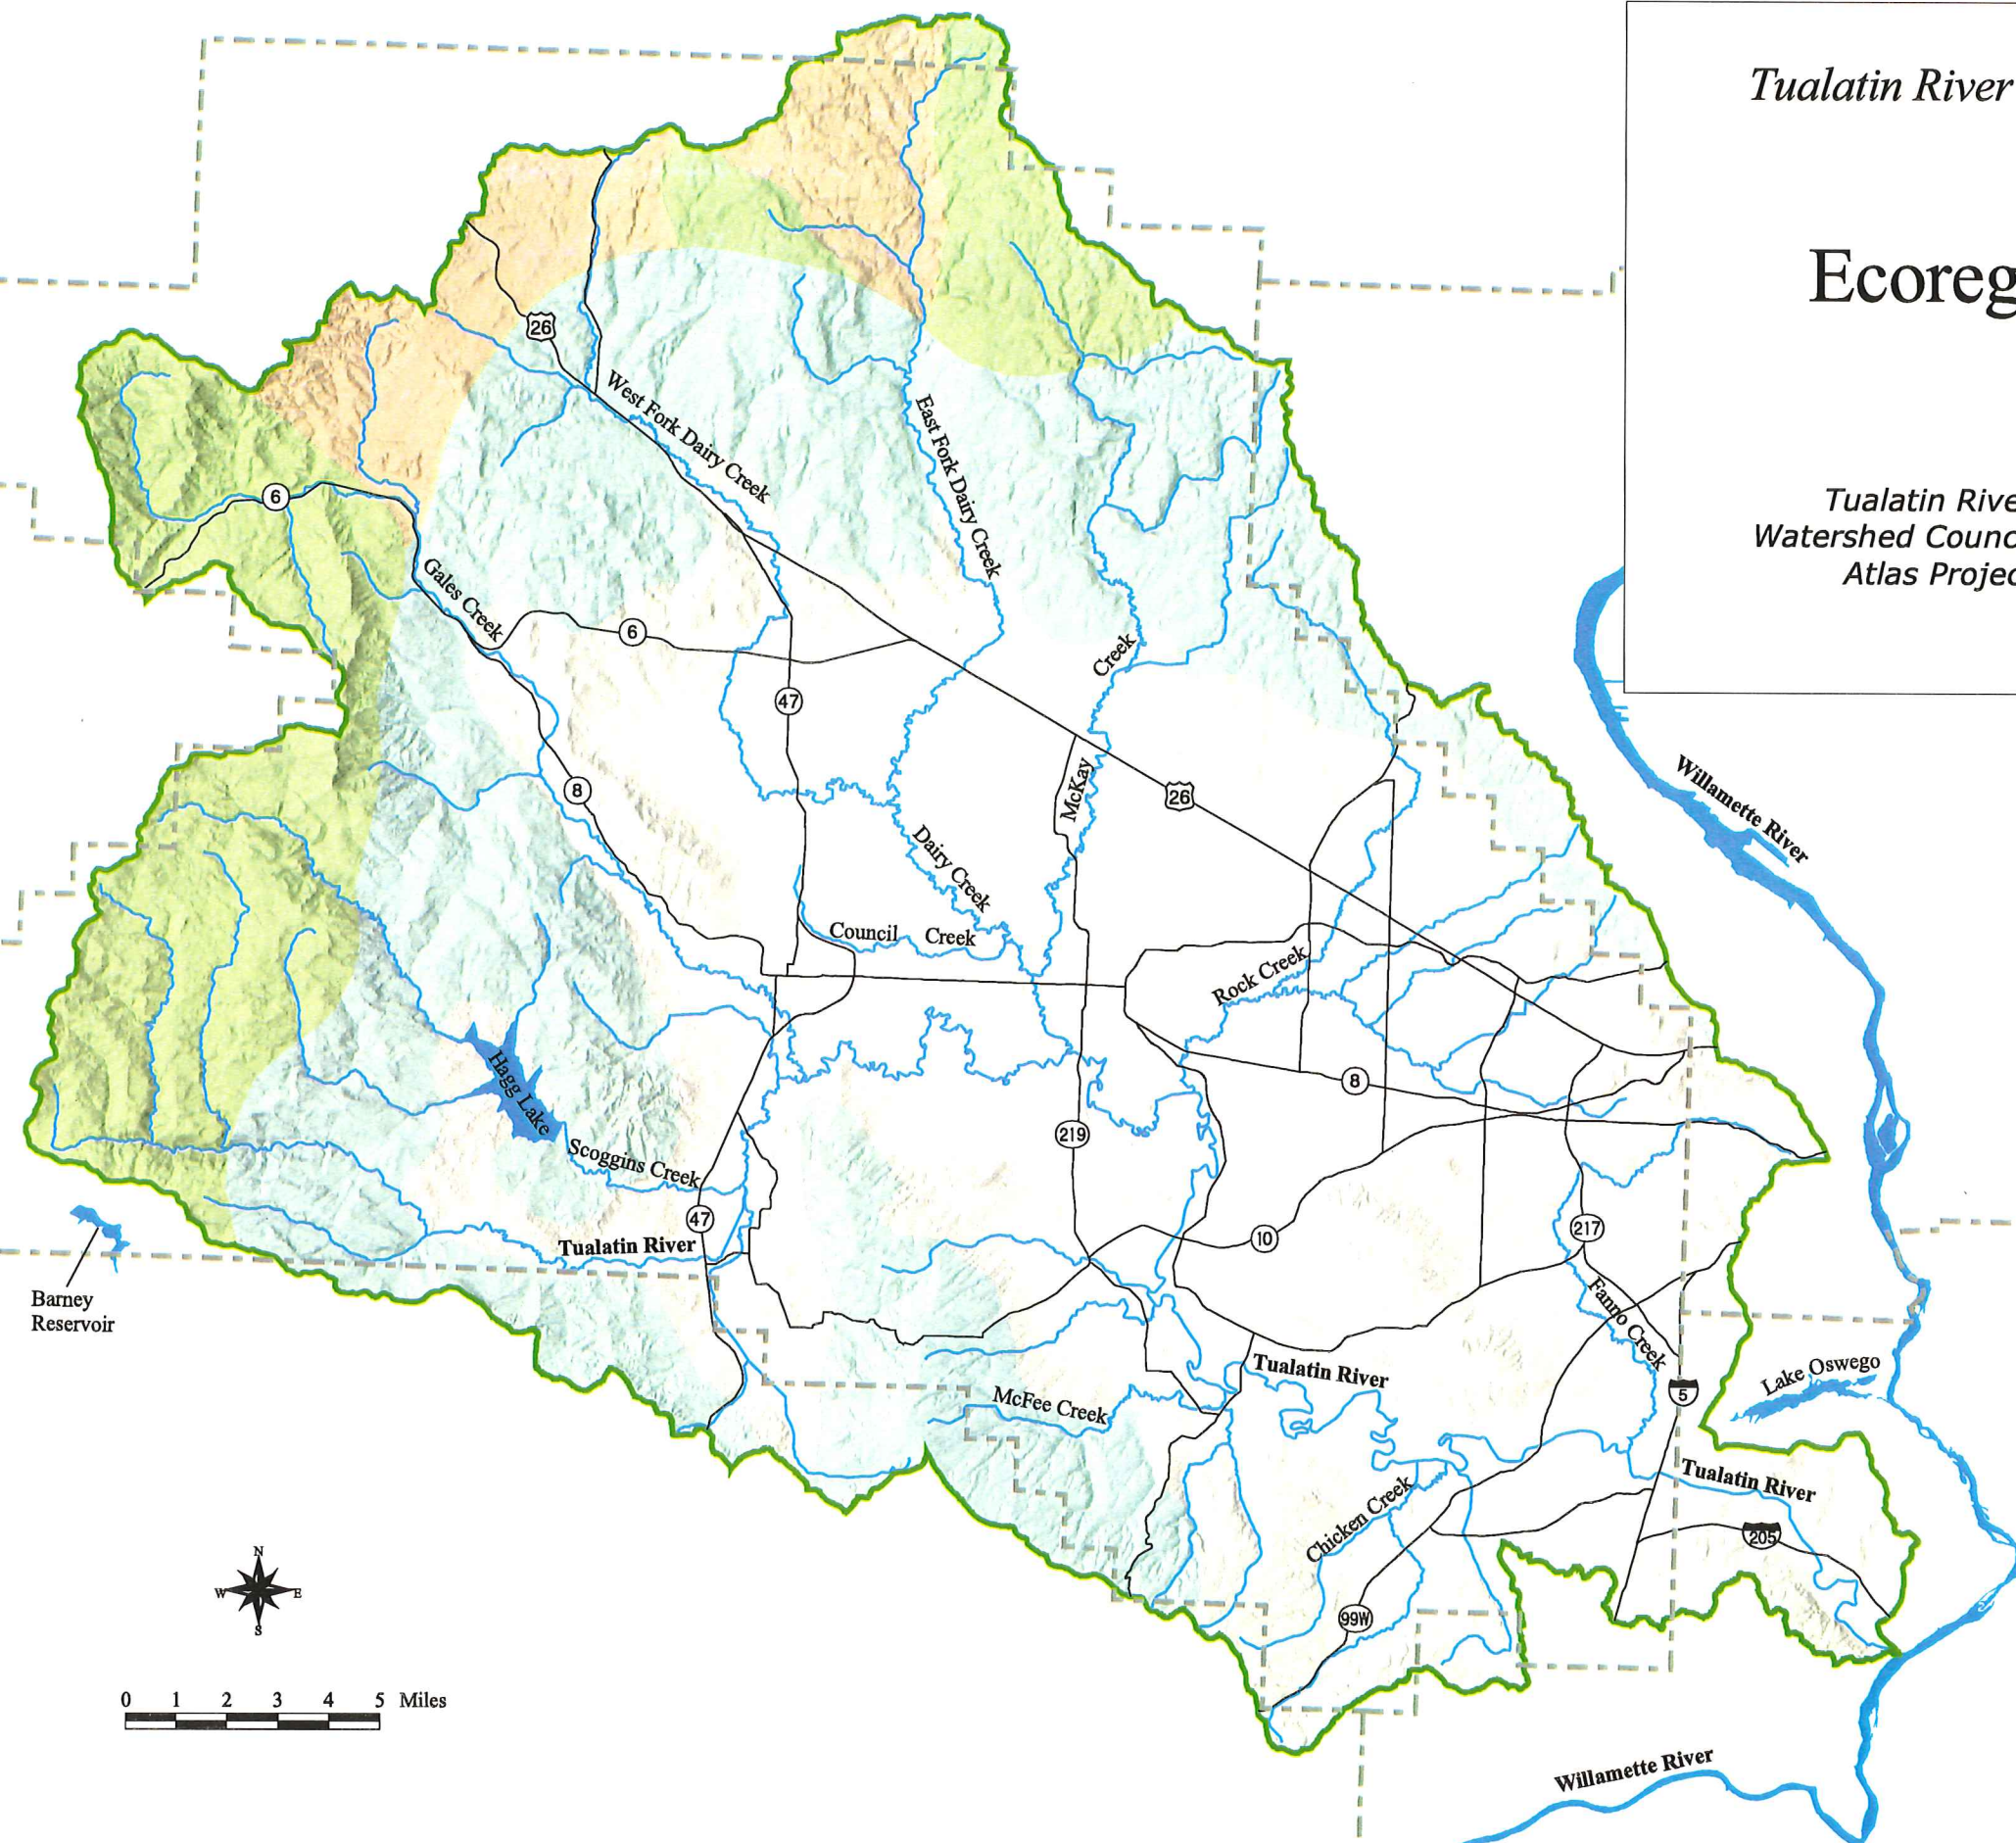 Tualatin River
Ecoreg
Tualatin Rive
Watershed Counc
Atlas Projec
26
West Fork Dairy Creek
East Fork Dairy Creek
6
Gales Creek
6
Creek
47
McKay
26
Willamette River
8
Dairy Creek
Council Creek
Rock Creek
Hagg Lake
8
219
Scoggins Creek
47
Tualatin River
10
217
Barney
Reservoir
Fanno Creek
Tualatin River
5
Lake Oswego
McFee Creek
Tualatin River
Chicken Creek
205
N
W E
S
99W
0 1 2 3 4 5 Miles
Willamette River